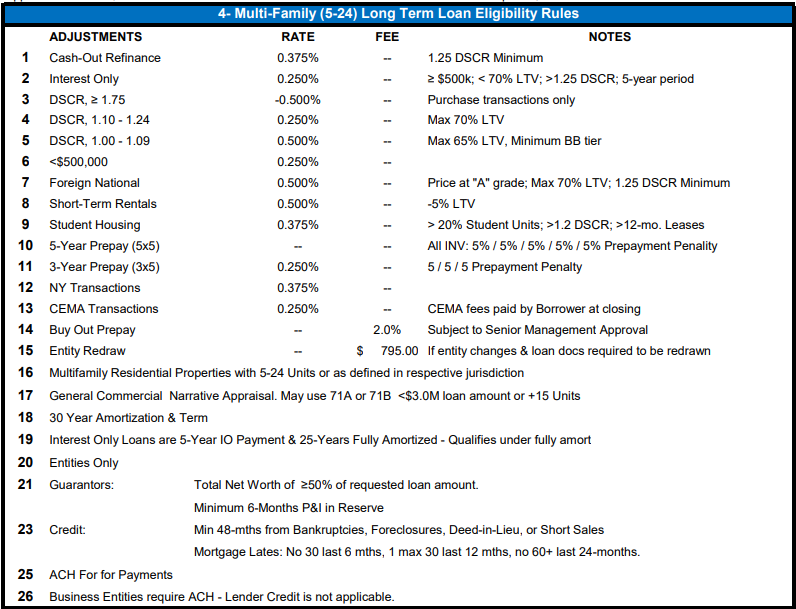 4- Multi-Family (5-24) Long Term Loan Eligibility Rules
ADJUSTMENTS RATE FEE NOTES
1 Cash-Out Refinance 0.375% -- 1.25 DSCR Minimum
2 Interest Only 0.250% -- ≥ $500k; < 70% LTV; >1.25 DSCR; 5-year period
3 DSCR, ≥ 1.75 -0.500% -- Purchase transactions only
4 DSCR, 1.10 - 1.24 0.250% -- Max 70% LTV
5 DSCR, 1.00 - 1.09 0.500% -- Max 65% LTV, Minimum BB tier
6 <$500,000 0.250% --
7 Foreign National 0.500% -- Price at "A" grade; Max 70% LTV; 1.25 DSCR Minimum
8 Short-Term Rentals 0.500% -- -5% LTV
9 Student Housing 0.375% -- > 20% Student Units; >1.2 DSCR; >12-mo. Leases
10 5-Year Prepay (5x5) -- -- All INV: 5% / 5% / 5% / 5% / 5% Prepayment Penality
11 3-Year Prepay (3x5) 0.250% -- 5 / 5 / 5 Prepayment Penalty
12 NY Transactions 0.375% --
13 CEMA Transactions 0.250% -- CEMA fees paid by Borrower at closing
14 Buy Out Prepay -- 2.0% Subject to Senior Management Approval
15 Entity Redraw -- $ 795.00 If entity changes & loan docs required to be redrawn
16 Multifamily Residential Properties with 5-24 Units or as defined in respective jurisdiction
17 General Commercial Narrative Appraisal. May use 71A or 71B <$3.0M loan amount or +15 Units
18 30 Year Amortization & Term
19 Interest Only Loans are 5-Year IO Payment & 25-Years Fully Amortized - Qualifies under fully amort
20 Entities Only
21 Guarantors: Total Net Worth of ≥50% of requested loan amount.
Minimum 6-Months P&I in Reserve
23 Credit: Min 48-mths from Bankruptcies, Foreclosures, Deed-in-Lieu, or Short Sales
Mortgage Lates: No 30 last 6 mths, 1 max 30 last 12 mths, no 60+ last 24-months.
25 ACH For for Payments
26 Business Entities require ACH - Lender Credit is not applicable.